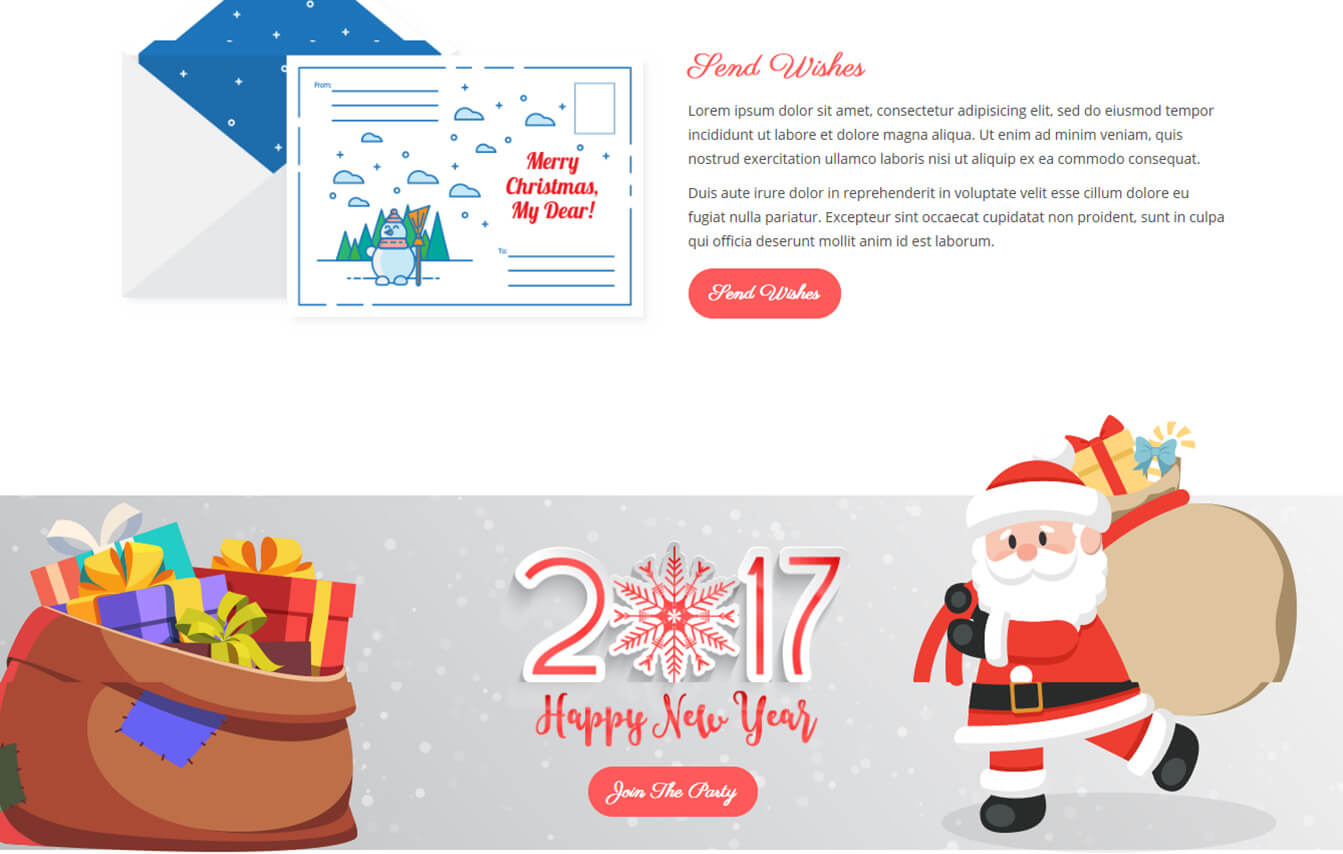 From:
Merry
Christmas,
My Dear!
To:
Send Wishes
Lorem ipsum dolor sit amet, consectetur adipisicing elit, sed do eiusmod tempor
incididunt ut labore et dolore magna aliqua. Ut enim ad minim veniam, quis
nostrud exercitation ullamco laboris nisi ut aliquip ex ea commodo consequat.
Duis aute irure dolor in reprehenderit in voluptate velit esse cillum dolore eu
fugiat nulla pariatur. Excepteur sint occaecat cupidatat non proident, sunt in culpa
qui officia deserunt mollit anim id est laborum.
Send Wishes
2017
Happy New Year
Join The Party